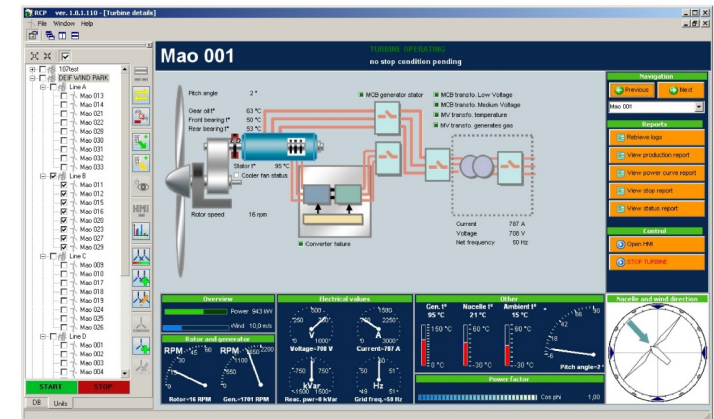 RCP ver. 1.8.1.110 - [Turbine details]
File Window Help
107test
DEIF WIND PARK
Line A
Mao 013
Mao 014
Mao 021
Mao 022
Mao 028
Mao 030
Mao 031
Mao 032
Mao 033
Line B
Mao 011
Mao 012
Mao 015
Mao 016
Mao 020
Mao 023
Mao 027
Mao 029
Line C
Mao 009
Mao 010
Mao 017
Mao 018
Mao 019
Mao 024
Mao 025
Mao 026
Line D
Mao 001
Mao 002
Mao 003
Mao 004
START STOP
DB Units
HMI
Mao 001
TURBINE OPERATING
no stop condition pending
Pitch angle 2 °
Gear oil t° 63 °C
Front bearing t° 50 °C
Rear bearing t° 53 °C
Stator t° 95 °C
Cooler fan status
Rotor speed 16 rpm
Converter failure
MCB generator stator
MCB transfo. Low Voltage
MCB transfo. Medium Voltage
MV transfo. temperature
MV transfo. generates gas
Current 787 A
Voltage 708 V
Net frequency 50 Hz
Navigation
Previous Next
Mao 001
Reports
Retrieve logs
View production report
View power curve report
View stop report
View status report
Control
Open HMI
STOP TURBINE
Overview
Power 943 kW
Wind 10,0 m/s
Rotor and generator
RPM RPM
Rotor=16 RPM Gen.=1701 RPM
Electrical values
V A
Voltage=708 V Current=787 A
kVar Hz
Reac. pwr=0 kVar Grid freq.=50 Hz
Other
Gen. t° Nacelle t° Ambient t°
95 °C 21 °C 15 °C
150 °C 60 °C 60 °C
0 °C -30 °C -30 °C
90
66
42
18
-6
Pitch angle=2°
Power factor
Cos phi 1,00
Nacelle and wind direction